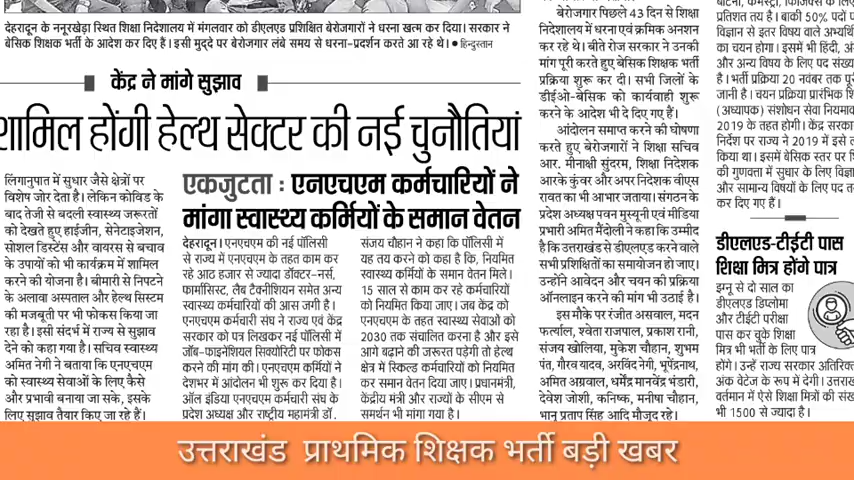 देहरादून के ननूरखेड़ा स्थित शिक्षा निदेशालय में मंगलवार को डीएलएड प्रशिक्षित बेरोजगारों ने धरना खत्म कर दिया। सरकार ने
बेसिक शिक्षक भर्ती के आदेश कर दिए हैं। इसी मुद्दे पर बेरोजगार लंबे समय से धरना-प्रदर्शन करते आ रहे थे। ● हिन्दुस्तान
केंद्र ने मांगे सुझाव
शामिल होंगी हेल्थ सेक्टर की नई चुनौतियां
लिंगानुपात में सुधार जैसे क्षेत्रों पर
विशेष जोर देता है। लेकिन कोविड के
बाद तेजी से बदली स्वास्थ्य जरूरतों
को देखते हुए हाईजीन, सेनेटाइजेशन,
सोशल डिस्टेंस और वायरस से बचाव
के उपायों को भी कार्यक्रम में शामिल
करने की योजना है। बीमारी से निपटने
के अलावा अस्पताल और हेल्थ सिस्टम
की मजबूती पर भी फोकस किया जा
रहा है। इसी संदर्भ में राज्य से सुझाव
देने को कहा गया है। सचिव स्वास्थ्य
अमित नेगी ने बताया कि एनएचएम
को स्वास्थ्य सेवाओं के लिए कैसे
और प्रभावी बनाया जा सके, इसके
लिए सुझाव तैयार किए जा रहे हैं।
एकजुटता : एनएचएम कर्मचारियों ने
मांगा स्वास्थ्य कर्मियों के समान वेतन
देहरादून। एनएचएम की नई पॉलिसी
से राज्य में एनएचएम के तहत काम कर
रहे आठ हजार से ज्यादा डॉक्टर-नर्स,
फार्मासिस्ट, लैब टैक्नीशियन समेत अन्य
स्वास्थ्य कर्मचारियों की आस जगी है।
एनएचएम कर्मचारी संघ ने राज्य एवं केंद्र
सरकार को पत्र लिखकर नई पॉलिसी में
जॉब-फाइनेंशियल सिक्योरिटी पर फोकस
करने की मांग की। एनएचएम कर्मियों ने
देशभर में आंदोलन भी शुरू कर दिया है।
ऑल इंडिया एनएचएम कर्मचारी संघ के
प्रदेश अध्यक्ष और राष्ट्रीय महामंत्री डॉ.
संजय चौहान ने कहा कि पॉलिसी में
यह तय करने को कहा है कि, नियमित
स्वास्थ्य कर्मियों के समान वेतन मिले।
15 साल से काम कर रहे कर्मचारियों
को नियमित किया जाए। जब केंद्र को
एनएचएम के तहत स्वास्थ्य सेवाओं को
2030 तक संचालित करना है और इसे
आगे बढ़ाने की जरूरत पड़ेगी तो हेल्थ
क्षेत्र में स्किल्ड कर्मचारियों को नियमित
कर समान वेतन दिया जाए। प्रधानमंत्री,
केंद्रीय मंत्री और राज्यों के सीएम से
समर्थन भी मांगा गया है।
बेरोजगार पिछले 43 दिन से शिक्षा
निदेशालय में धरना एवं क्रमिक अनशन
कर रहे थे। बीते रोज सरकार ने उनकी
मांग पूरी करते हुए बेसिक शिक्षक भर्ती
प्रक्रिया शुरू कर दी। सभी जिलों के
डीईओ-बेसिक को कार्यवाही शुरू
करने के आदेश भी दे दिए गए हैं।
आंदोलन समाप्त करने की घोषणा
करते हुए बेरोजगारों ने शिक्षा सचिव
आर. मीनाक्षी सुंदरम, शिक्षा निदेशक
आरके कुंवर और अपर निदेशक वीएस
रावत का भी आभार जताया। संगठन के
प्रदेश अध्यक्ष पवन मुस्यूनी एवं मीडिया
प्रभारी अमित मैंदोली ने कहा कि उम्मीद
है कि उत्तराखंड से डीएलएड करने वाले
सभी प्रशिक्षितों का समायोजन हो जाए।
उन्होंने आवेदन और चयन की प्रक्रिया
ऑनलाइन करने की मांग भी उठाई है।
इस मौके पर रंजीत असवाल, मदन
फर्त्याल, श्वेता राजपाल, प्रकाश रानी,
संजय खोलिया, मुकेश चौहान, शुभम
पंत, गौरव यादव, अरविंद नेगी, भूपेंद्रनाथ,
अमित अग्रवाल, धर्मेंद्र मानवेंद्र भंडारी,
देवेश जोशी, कनिष्क, मनीषा चौहान,
भानु प्रताप सिंह आदि मौजूद रहे।
प्रतिशत तय है। बाकी 50% पदों
विज्ञान से इतर विषय वाले अभ्यर्थि
का चयन होगा। इसमें भी हिंदी, अं
और अन्य विषय के लिए पद संख्य
है। भर्ती प्रक्रिया 20 नवंबर तक पूर
जानी है। चयन प्रक्रिया प्रारंभिक शि
(अध्यापक) संशोधन सेवा नियमाव
2019 के तहत होगी। केंद्र सरका
निर्देश पर राज्य ने 2019 में इसे ल
किया था। इसमें बेसिक स्तर पर शि
की गुणवता में सुधार के लिए विज्ञा
और सामान्य विषयों के लिए पद त
कर दिए गए हैं।
डीएलएड-टीईटी पास
शिक्षा मित्र होंगे पात्र
इग्नू से दो साल का
डीएलएड डिप्लोमा
और टीईटी परीक्षा
पास कर चुके शिक्षा
मित्र भी भर्ती के लिए पात्र
होंगे। उन्हें राज्य सरकार अतिरिक्त
अंक वेटेज के रूप में देगी। उत्तराख
वर्तमान में ऐसे शिक्षा मित्रों की संख
भी 1500 से ज्यादा है।
उत्तराखंड प्राथमिक शिक्षक भर्ती बड़ी खबर